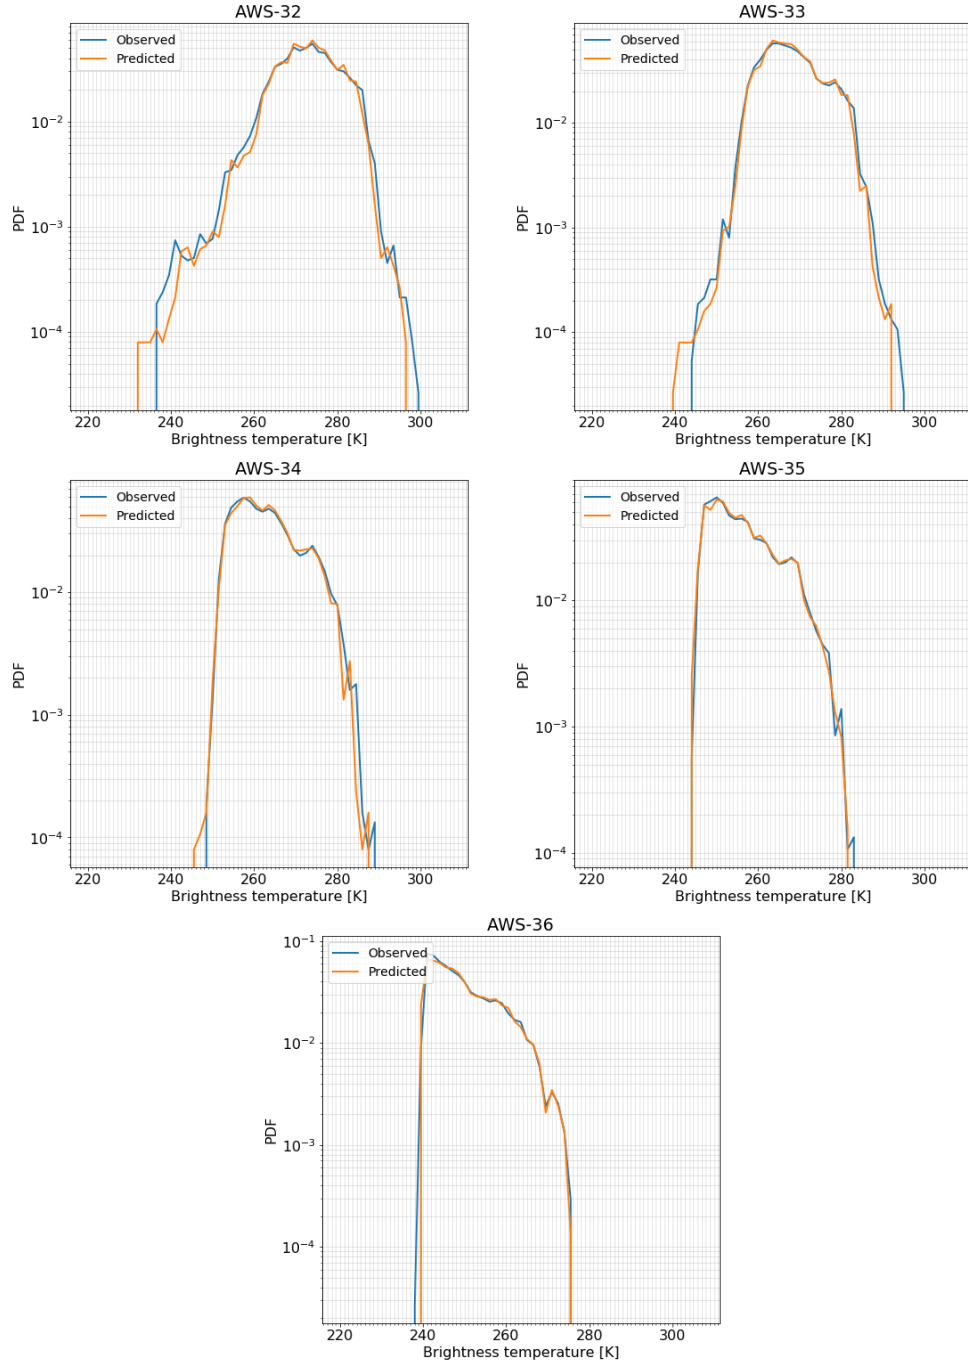 AWS-32
Observed
Predicted
PDF
10⁻²
10⁻³
10⁻⁴
220 240 260 280 300
Brightness temperature [K]
AWS-33
Observed
Predicted
PDF
10⁻²
10⁻³
10⁻⁴
220 240 260 280 300
Brightness temperature [K]
AWS-34
Observed
Predicted
PDF
10⁻²
10⁻³
10⁻⁴
220 240 260 280 300
Brightness temperature [K]
AWS-35
Observed
Predicted
PDF
10⁻²
10⁻³
10⁻⁴
220 240 260 280 300
Brightness temperature [K]
AWS-36
Observed
Predicted
PDF
10⁻¹
10⁻²
10⁻³
10⁻⁴
220 240 260 280 300
Brightness temperature [K]